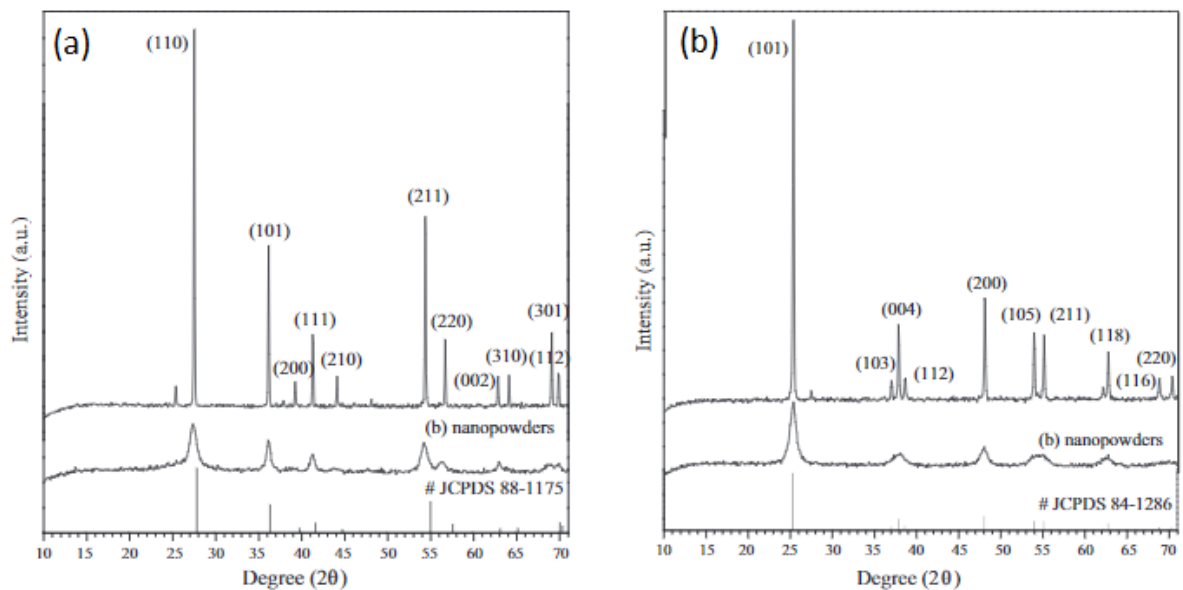 (a)
(110)
(211)
(101)
(301)
(111)
(220)
(310)
(112)
(200)
(210)
(002)
(b) nanopowders
# JCPDS 88-1175
10 15 20 25 30 35 40 45 50 55 60 65 70
Degree (2θ)
Intensity (a.u.)
(b)
(101)
(200)
(004)
(105)
(211)
(118)
(103)
(112)
(220)
(116)
(b) nanopowders
# JCPDS 84-1286
10 15 20 25 30 35 40 45 50 55 60 65 70
Degree (2θ)
Intensity (a.u.)